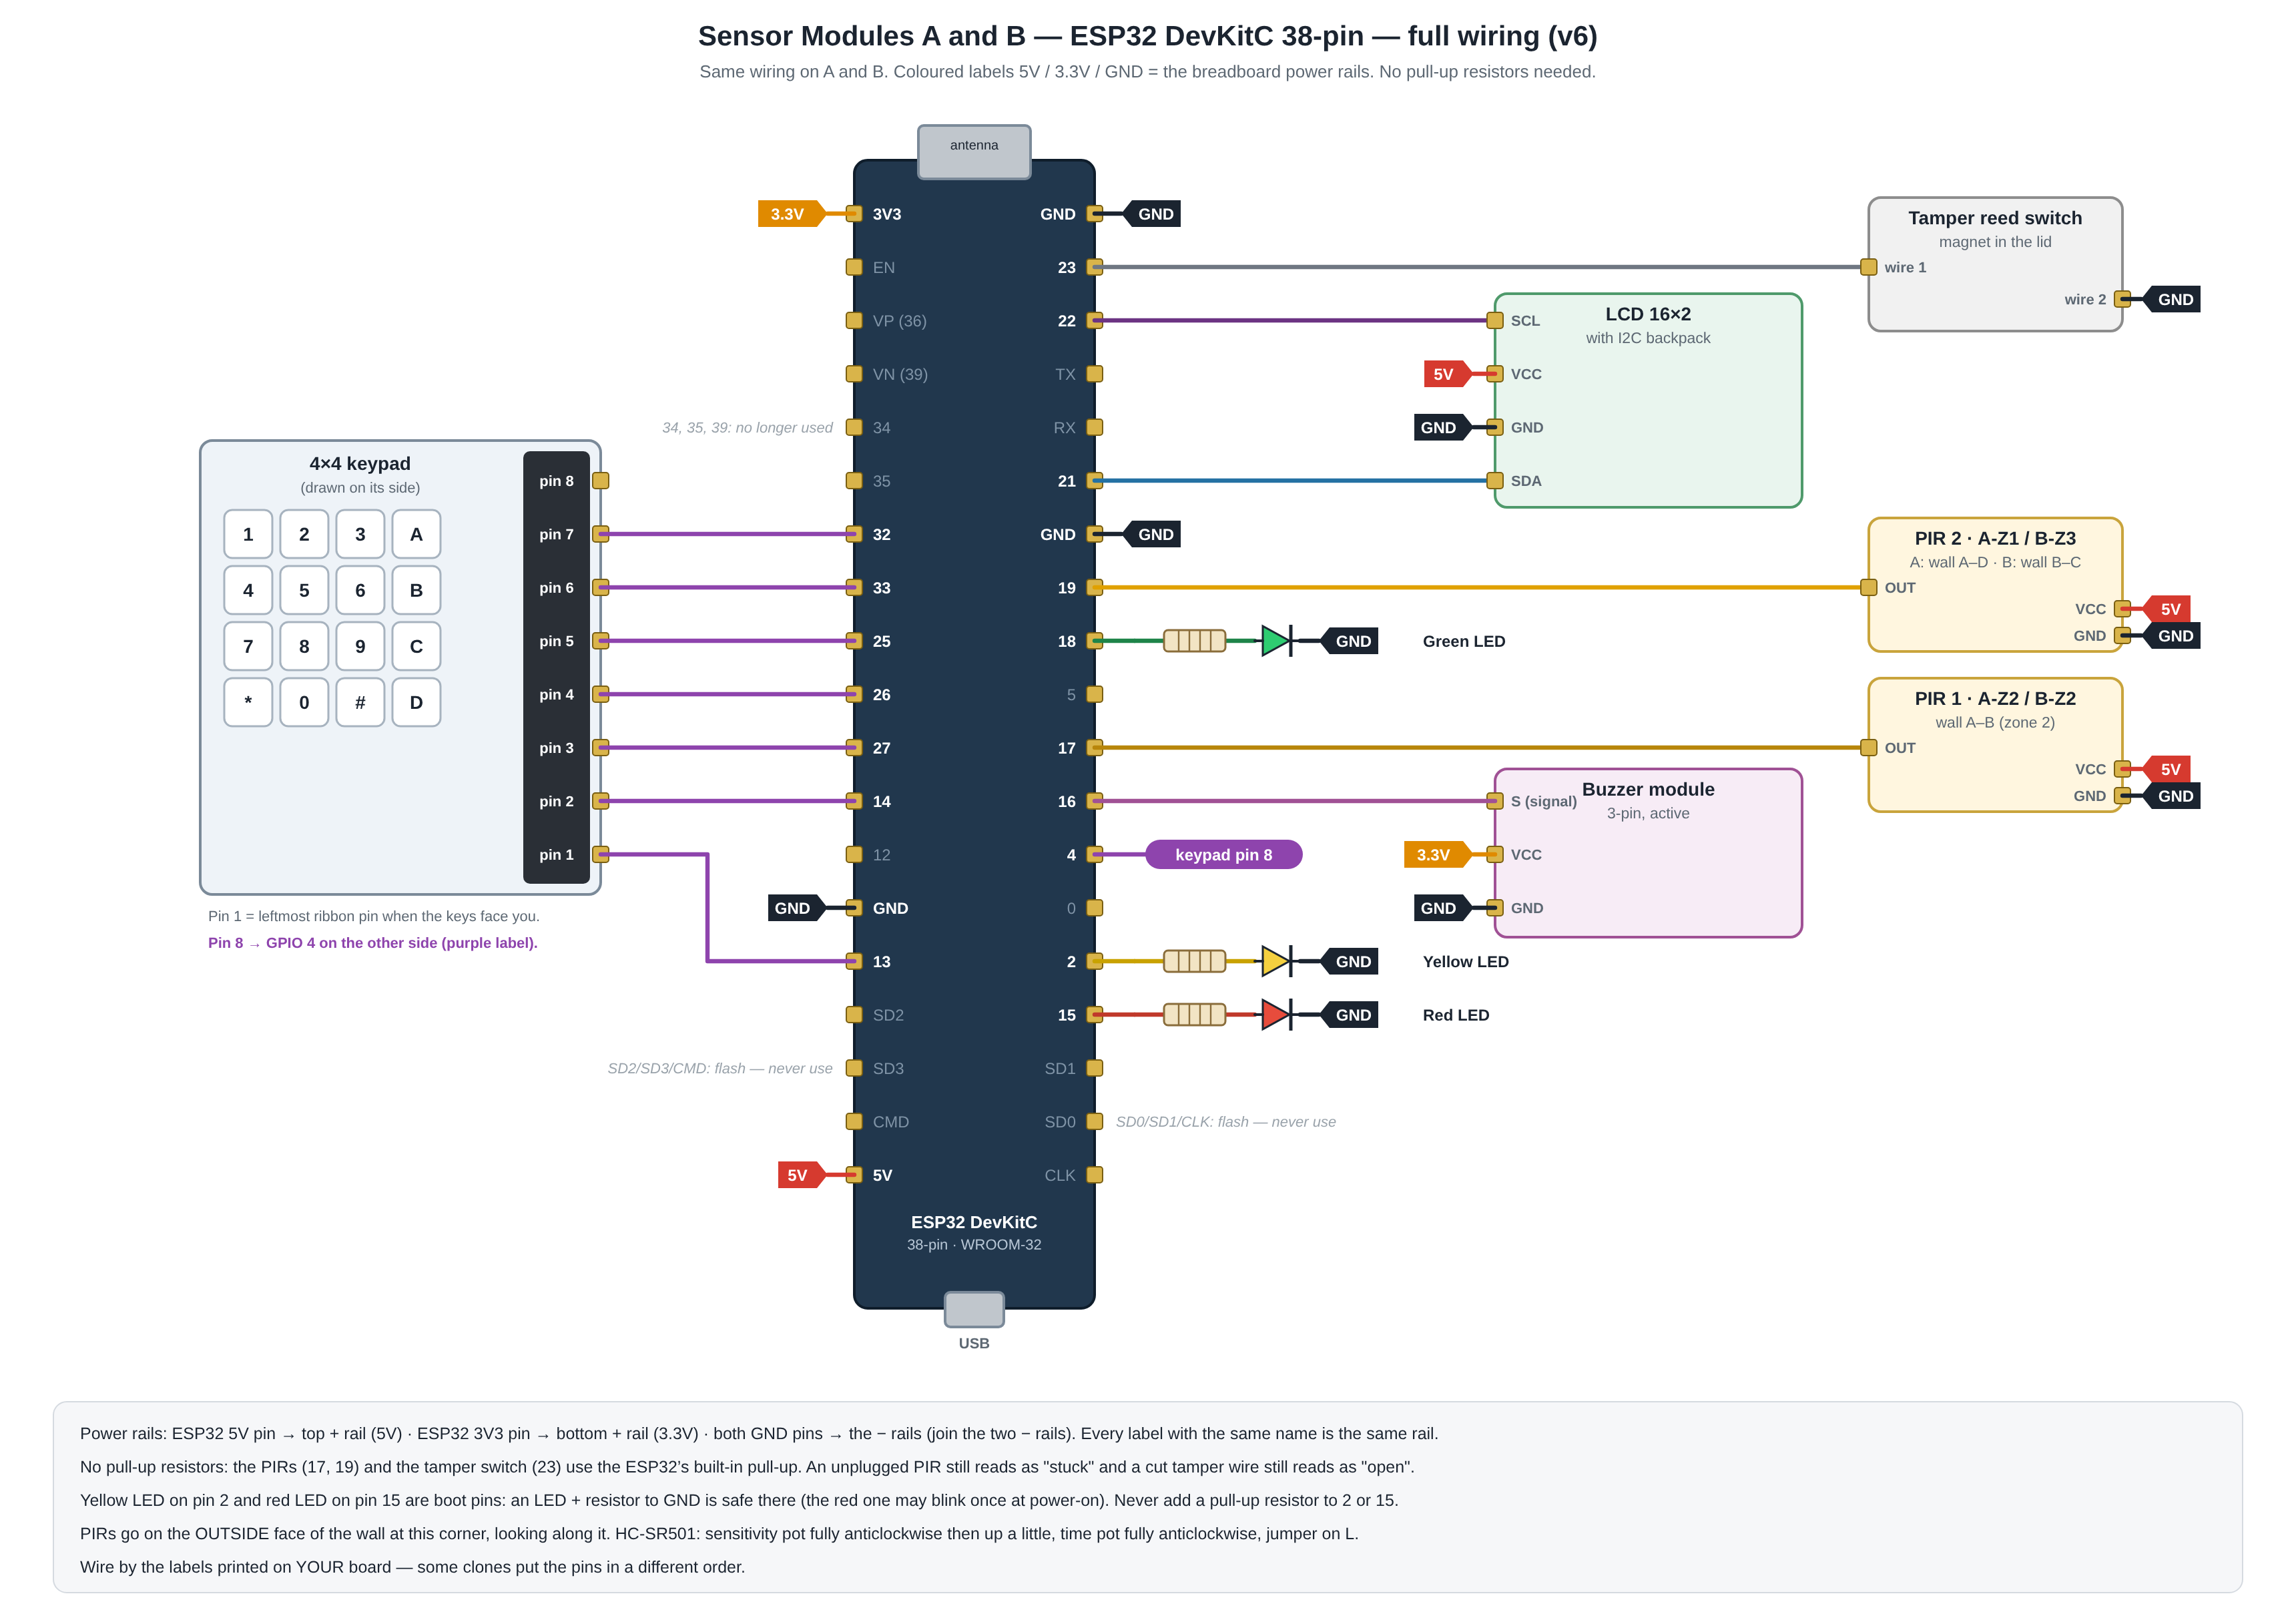 Sensor Modules A and B — ESP32 DevKitC 38-pin — full wiring (v6)
Same wiring on A and B. Coloured labels 5V / 3.3V / GND = the breadboard power rails. No pull-up resistors needed.
antenna
3.3V
3V3
GND
GND
EN
23
VP (36)
22
VN (39)
TX
34, 35, 39: no longer used
34
RX
35
21
32
GND
GND
33
19
25
18
GND
Green LED
26
5
27
17
14
16
12
4
keypad pin 8
GND
GND
0
13
2
GND
Yellow LED
SD2
15
GND
Red LED
SD2/SD3/CMD: flash — never use
SD3
SD1
CMD
SD0
SD0/SD1/CLK: flash — never use
5V
5V
CLK
ESP32 DevKitC
38-pin · WROOM-32
USB
4×4 keypad
(drawn on its side)
1 2 3 A
4 5 6 B
7 8 9 C
* 0 # D
pin 8
pin 7
pin 6
pin 5
pin 4
pin 3
pin 2
pin 1
Pin 1 = leftmost ribbon pin when the keys face you.
Pin 8 → GPIO 4 on the other side (purple label).
Tamper reed switch
magnet in the lid
wire 1
wire 2
GND
LCD 16×2
with I2C backpack
SCL
5V
VCC
GND
GND
SDA
PIR 2 · A-Z1 / B-Z3
A: wall A–D · B: wall B–C
OUT
VCC
5V
GND
GND
PIR 1 · A-Z2 / B-Z2
wall A–B (zone 2)
OUT
VCC
5V
GND
GND
Buzzer module
3-pin, active
S (signal)
3.3V
VCC
GND
GND
Power rails: ESP32 5V pin → top + rail (5V) · ESP32 3V3 pin → bottom + rail (3.3V) · both GND pins → the − rails (join the two − rails). Every label with the same name is the same rail.
No pull-up resistors: the PIRs (17, 19) and the tamper switch (23) use the ESP32’s built-in pull-up. An unplugged PIR still reads as "stuck" and a cut tamper wire still reads as "open".
Yellow LED on pin 2 and red LED on pin 15 are boot pins: an LED + resistor to GND is safe there (the red one may blink once at power-on). Never add a pull-up resistor to 2 or 15.
PIRs go on the OUTSIDE face of the wall at this corner, looking along it. HC-SR501: sensitivity pot fully anticlockwise then up a little, time pot fully anticlockwise, jumper on L.
Wire by the labels printed on YOUR board — some clones put the pins in a different order.